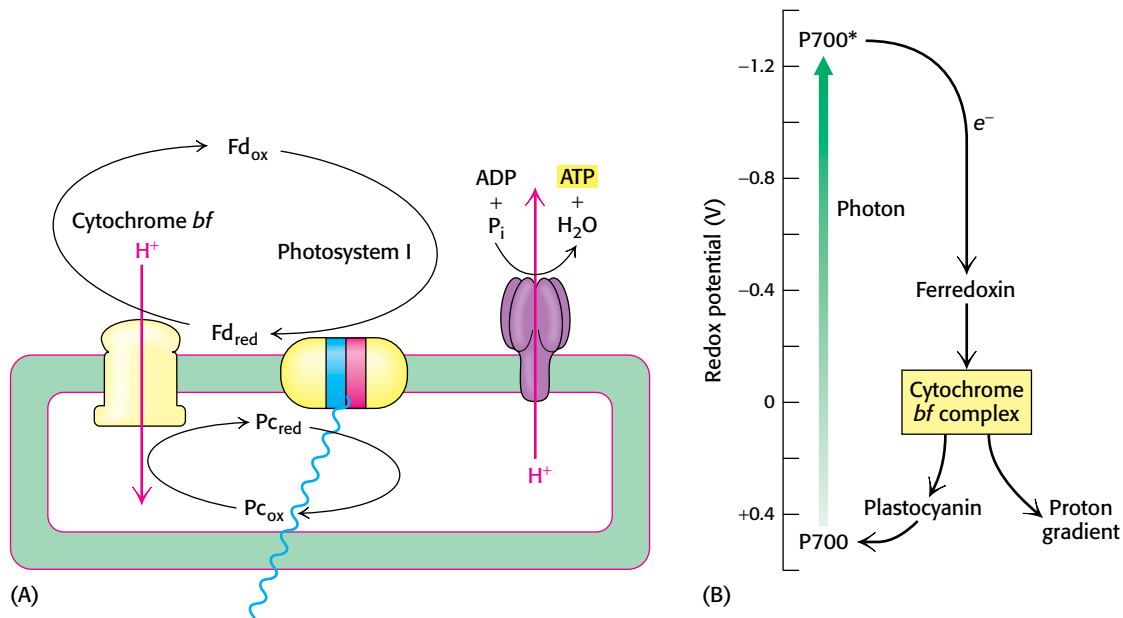 Fd_ox
Cytochrome bf
H⁺
Photosystem I
Fd_red
ADP
+
P_i
ATP
+
H₂O
Pc_red
Pc_ox
H⁺
(A)
Redox potential (V)
−1.2
−0.8
−0.4
0
+0.4
P700*
e⁻
Photon
Ferredoxin
Cytochrome
bf complex
Plastocyanin
Proton
gradient
P700
(B)